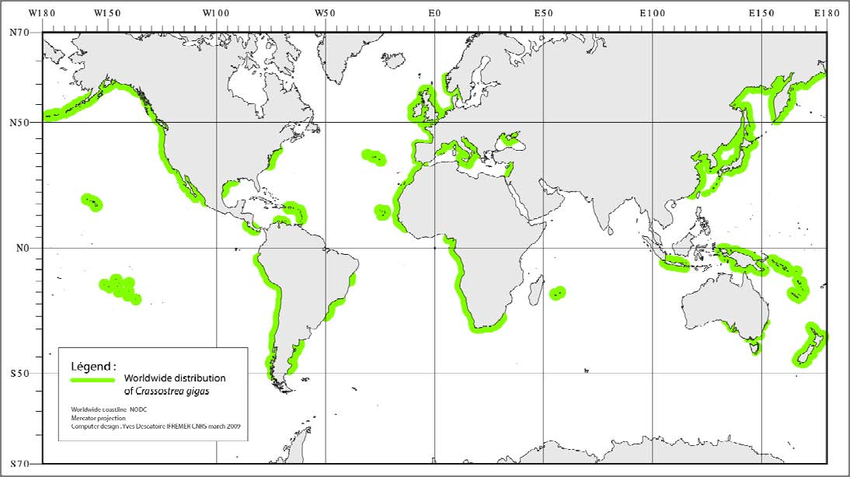 W180 W150 W100 W50 E0 E50 E100 E150 E180
N70
N50
N0
S50
S70
Légend :
Worldwide distribution
of Crassostrea gigas
Worldwide coastline NODC
Mercator projection
Computer design : Yves Descatoire IFREMER CNRS march 2009